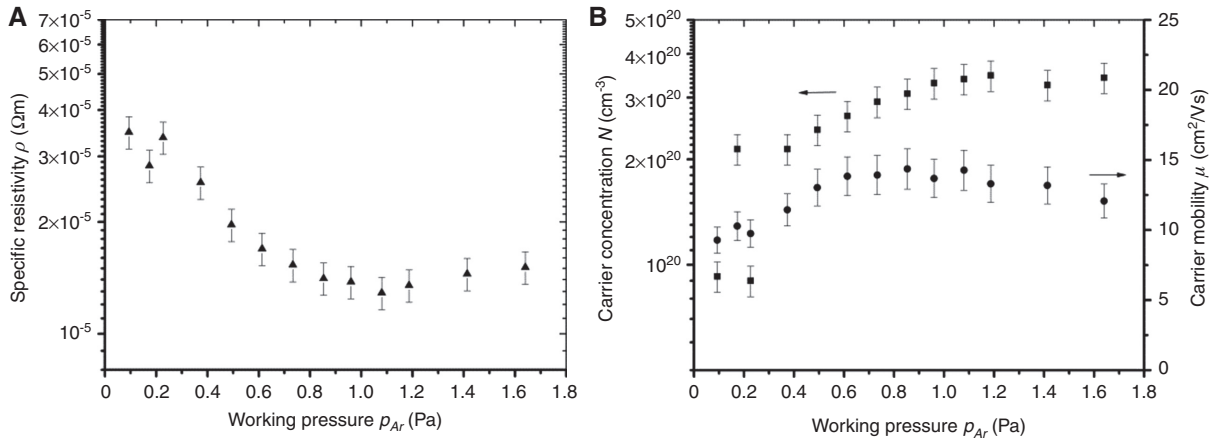 A
7×10⁻⁵
6×10⁻⁵
5×10⁻⁵
3×10⁻⁵
2×10⁻⁵
10⁻⁵
Specific resistivity ρ (Ωm)
0 0.2 0.4 0.6 0.8 1.0 1.2 1.4 1.6 1.8
Working pressure p_Ar (Pa)
B
5×10²⁰
4×10²⁰
3×10²⁰
2×10²⁰
10²⁰
Carrier concentration N (cm⁻³)
25
20
15
10
5
0
Carrier mobility μ (cm²/Vs)
0 0.2 0.4 0.6 0.8 1.0 1.2 1.4 1.6 1.8
Working pressure p_Ar (Pa)